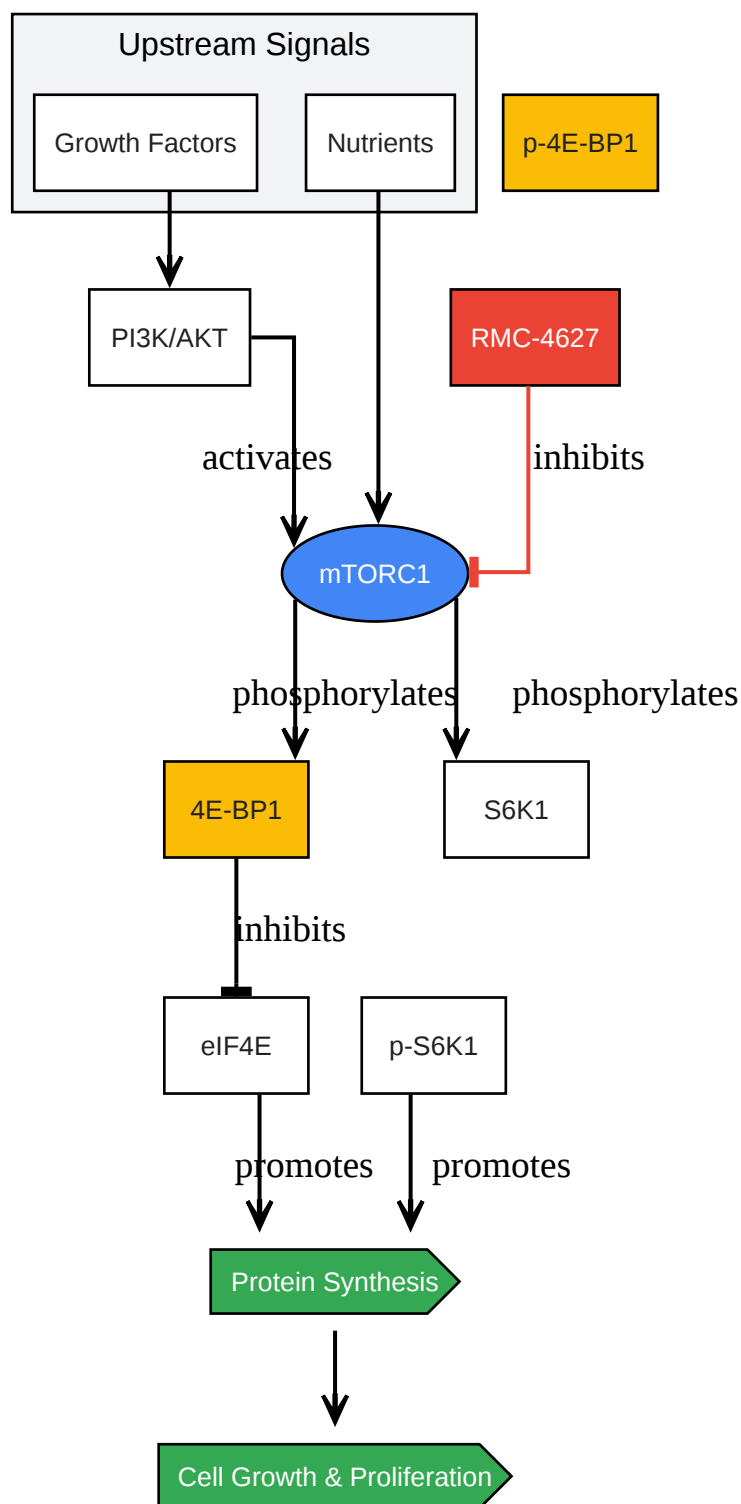 Upstream Signals
Growth Factors
Nutrients
p-4E-BP1
PI3K/AKT
RMC-4627
activates
inhibits
mTORC1
phosphorylates
phosphorylates
4E-BP1
S6K1
inhibits
eIF4E
p-S6K1
promotes
promotes
Protein Synthesis
Cell Growth & Proliferation